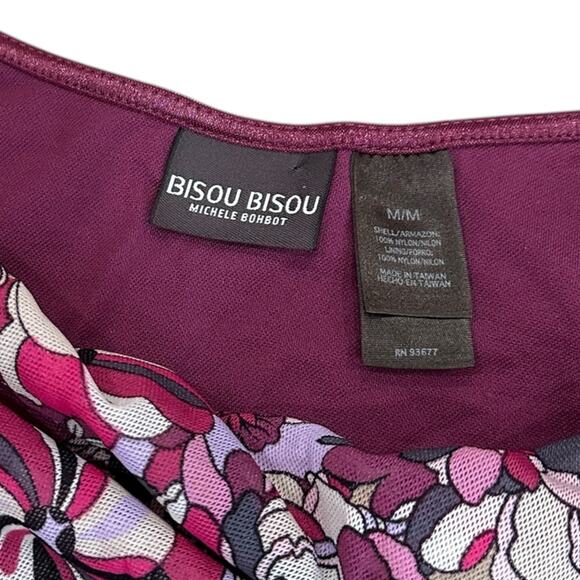 BISOU BISOU
MICHELE BOHBOT
M/M
SHELL/ARMAZON:
100% NYLON/NILON
LINING/FORRO:
100% NYLON/NILON
MADE IN TAIWAN
HECHO EN TAIWAN
RN 93677